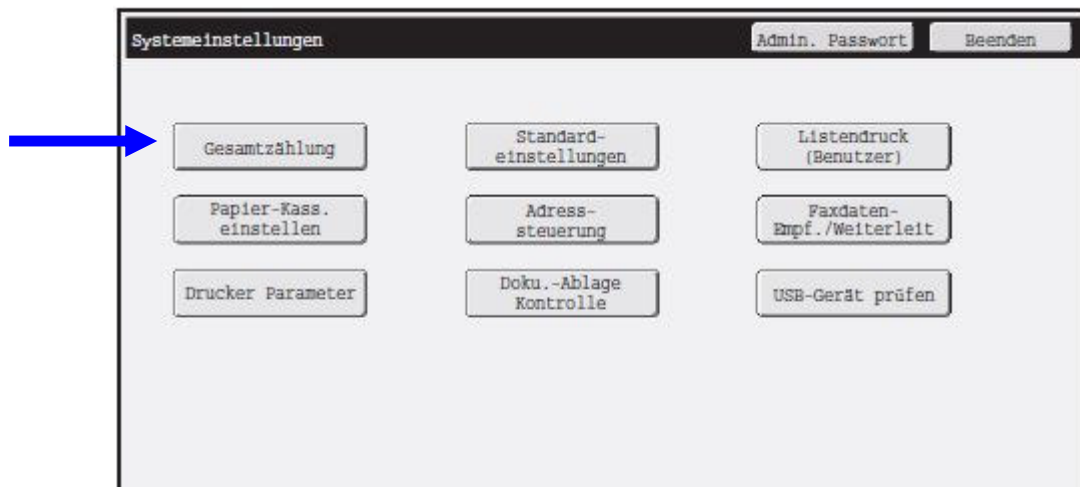 Systemeinstellungen
Admin. Passwort
Beenden
Gesamtzählung
Standard-
einstellungen
Listendruck
(Benutzer)
Papier-Kass.
einstellen
Adress-
steuerung
Faxdaten-
Empf./Weiterleit
Drucker Parameter
Doku.-Ablage
Kontrolle
USB-Gerät prüfen